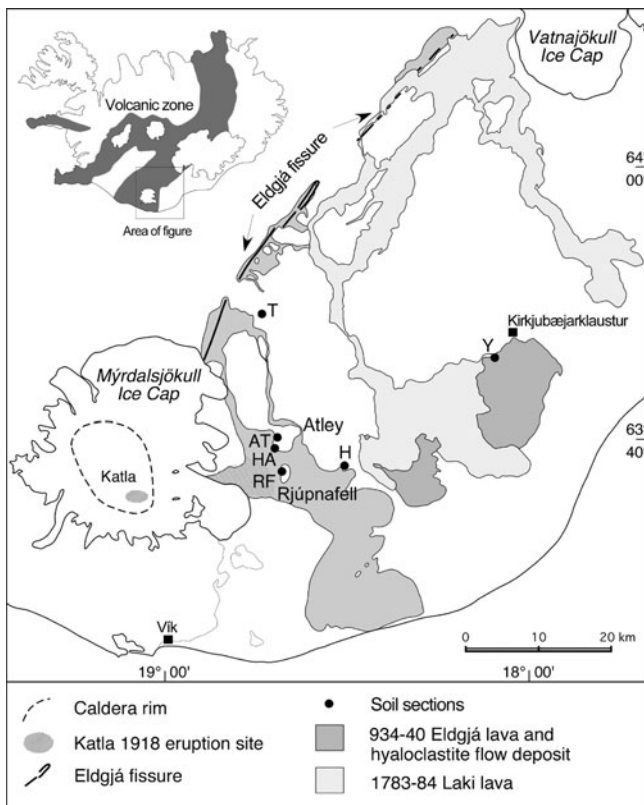 Vatnajökull
Ice Cap
Volcanic zone
Area of figure
Eldgjá fissure
64
00'
T
Kirkjubæjarklaustur
Y
Mýrdalsjökull
Ice Cap
Atley
AT
HA
H
RF
Rjúpnafell
63
40'
Katla
Vík
0 10 20 km
19° 00' 18° 00'
Caldera rim
Katla 1918 eruption site
Eldgjá fissure
Soil sections
934-40 Eldgjá lava and
hyaloclastite flow deposit
1783-84 Laki lava